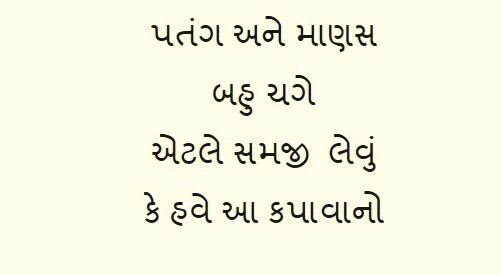 પતંગ અને માણસ
બહુ ચગે
એટલે સમજી લેવું
કે હવે આ કપાવાનો